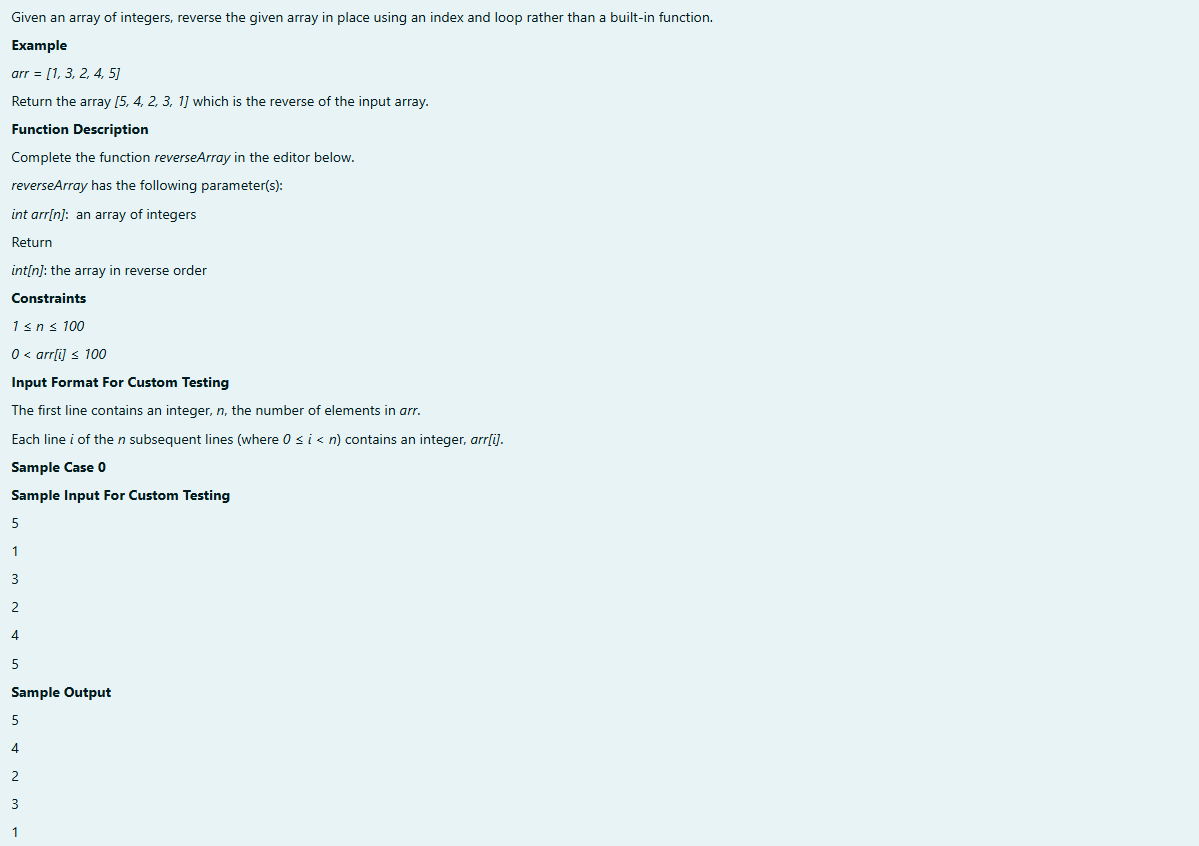 Given an array of integers, reverse the given array in place using an index and loop rather than a built-in function.
Example
arr = [1, 3, 2, 4, 5]
Return the array [5, 4, 2, 3, 1] which is the reverse of the input array.
Function Description
Complete the function reverseArray in the editor below.
reverseArray has the following parameter(s):
int arr[n]: an array of integers
Return
int[n]: the array in reverse order
Constraints
1 ≤ n ≤ 100
0 < arr[i] ≤ 100
Input Format For Custom Testing
The first line contains an integer, n, the number of elements in arr.
Each line i of the n subsequent lines (where 0 ≤ i < n) contains an integer, arr[i].
Sample Case 0
Sample Input For Custom Testing
5
1
3
2
4
5
Sample Output
5
4
2
3
1